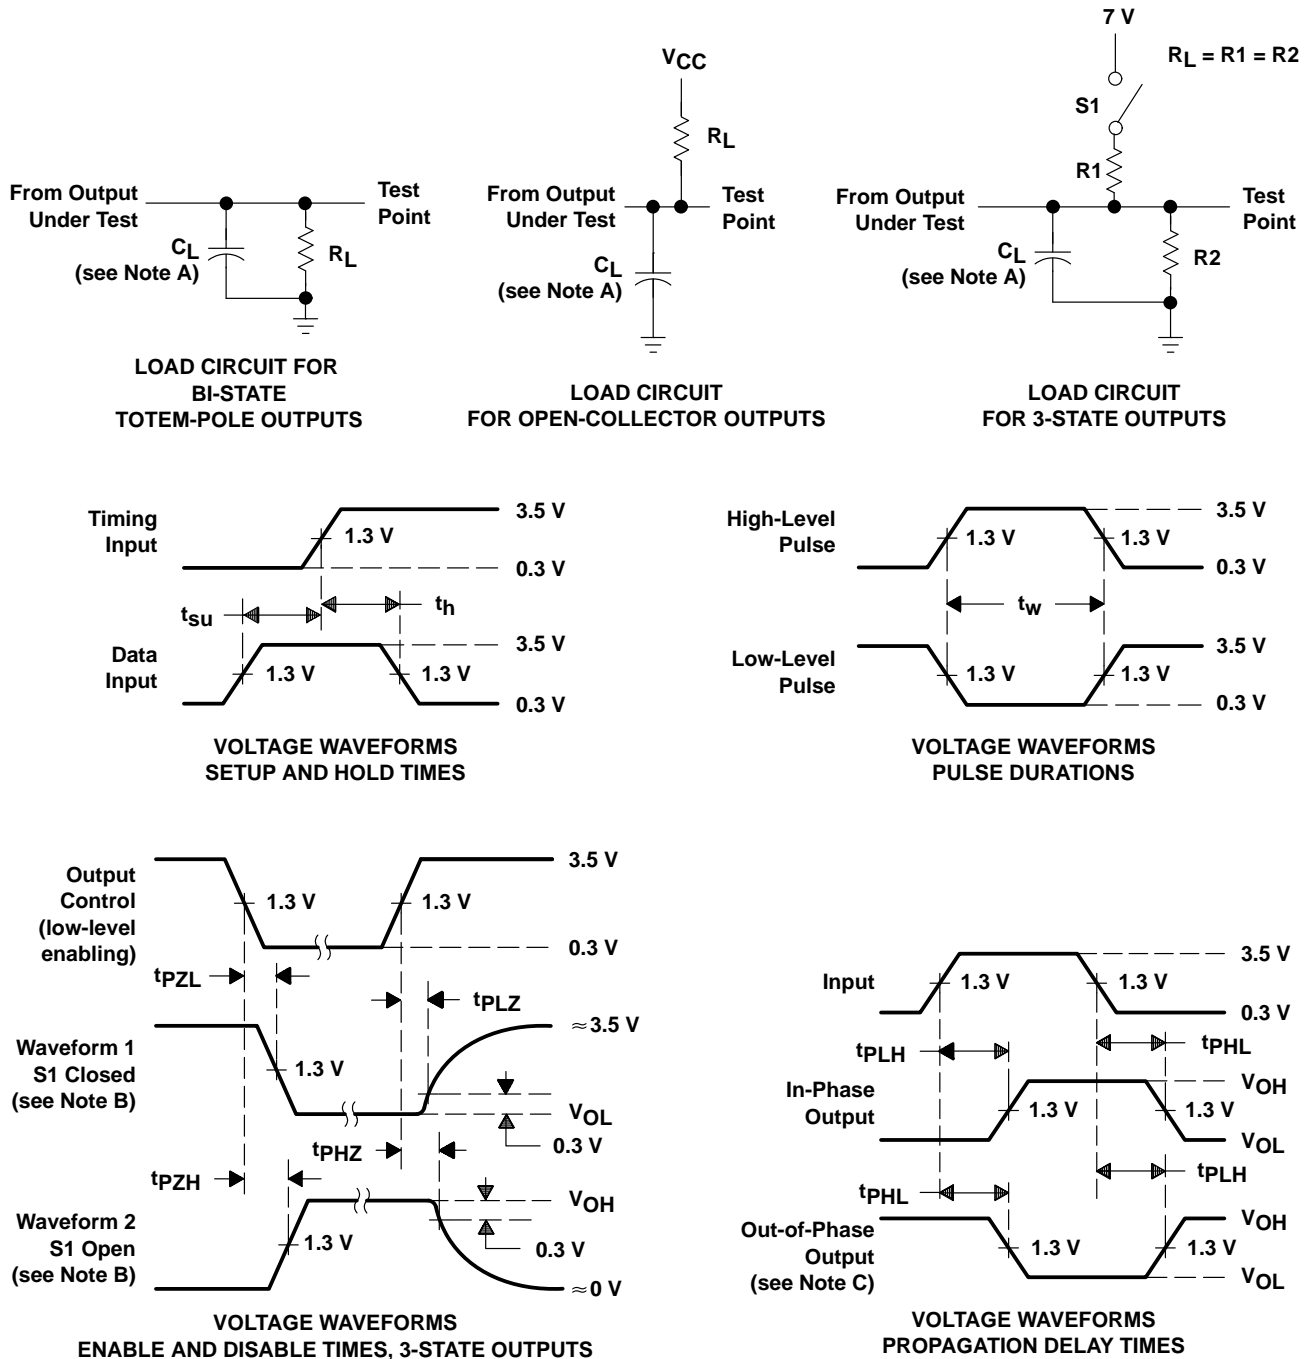 From Output
Under Test
Test
Point
CL
(see Note A)
RL
LOAD CIRCUIT FOR
BI-STATE
TOTEM-POLE OUTPUTS
VCC
RL
From Output
Under Test
Test
Point
CL
(see Note A)
LOAD CIRCUIT
FOR OPEN-COLLECTOR OUTPUTS
7 V
RL = R1 = R2
S1
R1
From Output
Under Test
Test
Point
CL
(see Note A)
R2
LOAD CIRCUIT
FOR 3-STATE OUTPUTS
Timing
Input
3.5 V
1.3 V
0.3 V
tsu
th
Data
Input
3.5 V
1.3 V
1.3 V
0.3 V
VOLTAGE WAVEFORMS
SETUP AND HOLD TIMES
High-Level
Pulse
3.5 V
1.3 V
1.3 V
0.3 V
tw
Low-Level
Pulse
3.5 V
1.3 V
1.3 V
0.3 V
VOLTAGE WAVEFORMS
PULSE DURATIONS
Output
Control
(low-level
enabling)
3.5 V
1.3 V
1.3 V
0.3 V
tPZL
tPLZ
Waveform 1
S1 Closed
(see Note B)
≈3.5 V
1.3 V
VOL
0.3 V
tPHZ
tPZH
Waveform 2
S1 Open
(see Note B)
VOH
1.3 V
0.3 V
≈0 V
VOLTAGE WAVEFORMS
ENABLE AND DISABLE TIMES, 3-STATE OUTPUTS
Input
3.5 V
1.3 V
1.3 V
0.3 V
tPLH
tPHL
In-Phase
Output
VOH
1.3 V
1.3 V
VOL
tPHL
tPLH
Out-of-Phase
Output
(see Note C)
VOH
1.3 V
1.3 V
VOL
VOLTAGE WAVEFORMS
PROPAGATION DELAY TIMES